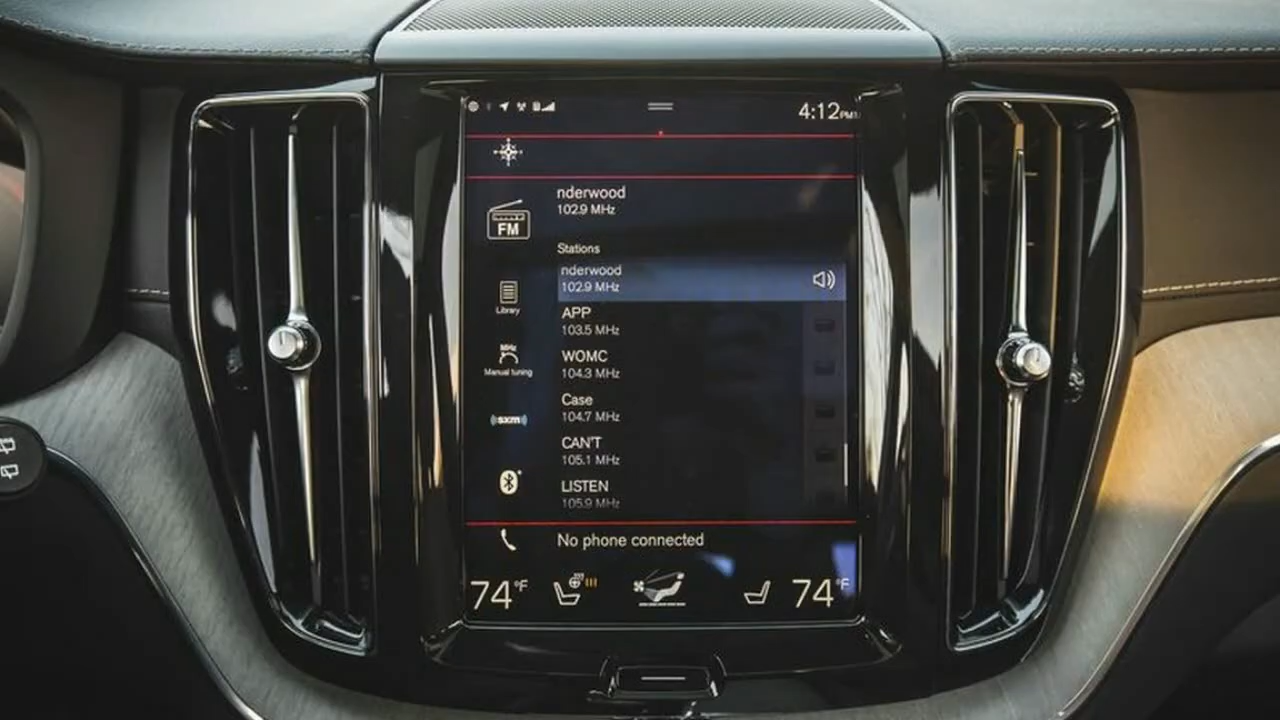 4:12PM
nderwood
102.9 MHz
FM
Stations
nderwood
102.9 MHz
Library
APP
103.5 MHz
MHz
Manual tuning
WOMC
104.3 MHz
Case
104.7 MHz
((sxm))
CAN'T
105.1 MHz
LISTEN
105.9 MHz
No phone connected
74°F
74°F